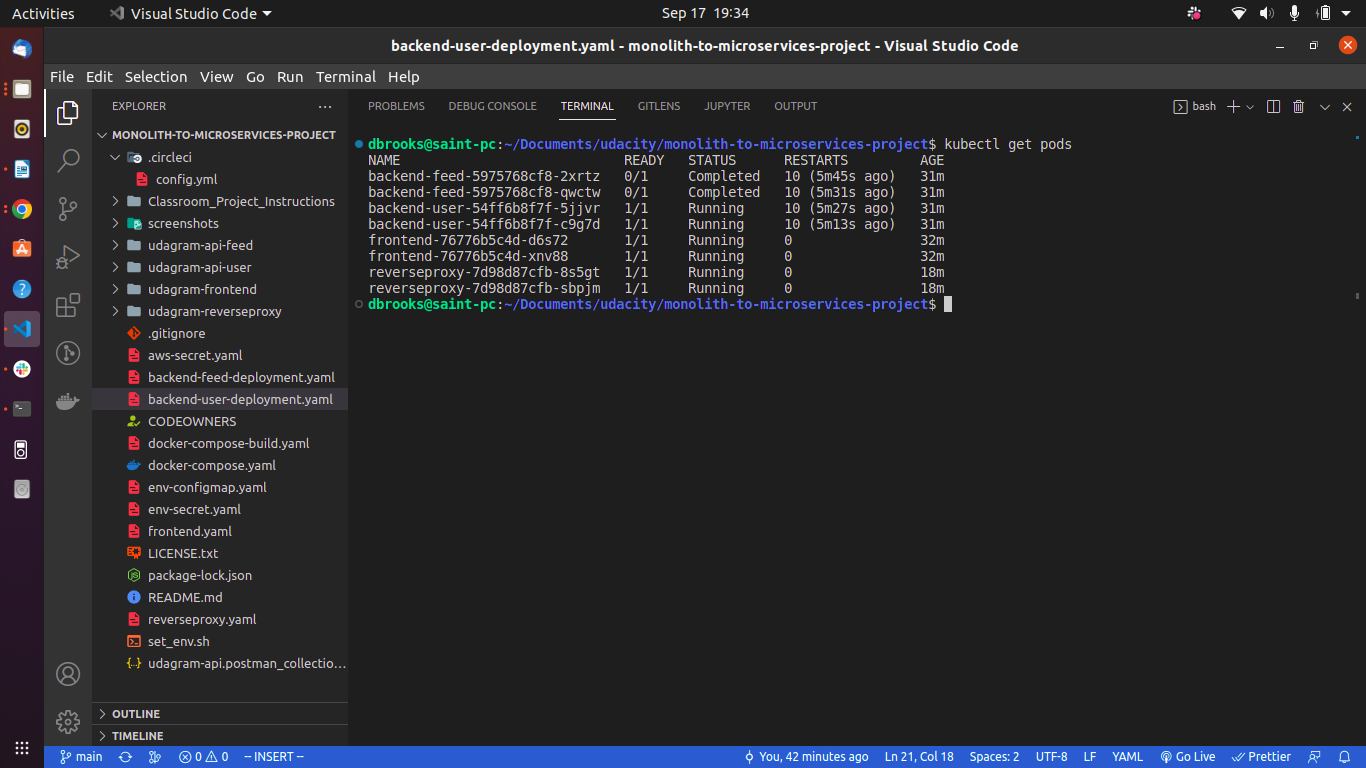 Activities Visual Studio Code Sep 17 19:34
backend-user-deployment.yaml - monolith-to-microservices-project - Visual Studio Code
File Edit Selection View Go Run Terminal Help
EXPLORER ...
MONOLITH-TO-MICROSERVICES-PROJECT
.circleci
config.yml
Classroom_Project_Instructions
screenshots
udagram-api-feed
udagram-api-user
udagram-frontend
udagram-reverseproxy
.gitignore
aws-secret.yaml
backend-feed-deployment.yaml
backend-user-deployment.yaml
CODEOWNERS
docker-compose-build.yaml
docker-compose.yaml
env-configmap.yaml
env-secret.yaml
frontend.yaml
LICENSE.txt
package-lock.json
README.md
reverseproxy.yaml
set_env.sh
udagram-api.postman_collectio...
OUTLINE
TIMELINE
PROBLEMS DEBUG CONSOLE TERMINAL GITLENS JUPYTER OUTPUT bash
dbrooks@saint-pc:~/Documents/udacity/monolith-to-microservices-project$ kubectl get pods
NAME READY STATUS RESTARTS AGE
backend-feed-5975768cf8-2xrtz 0/1 Completed 10 (5m45s ago) 31m
backend-feed-5975768cf8-qwctw 0/1 Completed 10 (5m31s ago) 31m
backend-user-54ff6b8f7f-5jjvr 1/1 Running 10 (5m27s ago) 31m
backend-user-54ff6b8f7f-c9g7d 1/1 Running 10 (5m13s ago) 31m
frontend-76776b5c4d-d6s72 1/1 Running 0 32m
frontend-76776b5c4d-xnv88 1/1 Running 0 32m
reverseproxy-7d98d87cfb-8s5gt 1/1 Running 0 18m
reverseproxy-7d98d87cfb-sbpjm 1/1 Running 0 18m
dbrooks@saint-pc:~/Documents/udacity/monolith-to-microservices-project$
main 0 0 -- INSERT -- You, 42 minutes ago Ln 21, Col 18 Spaces: 2 UTF-8 LF YAML Go Live Prettier